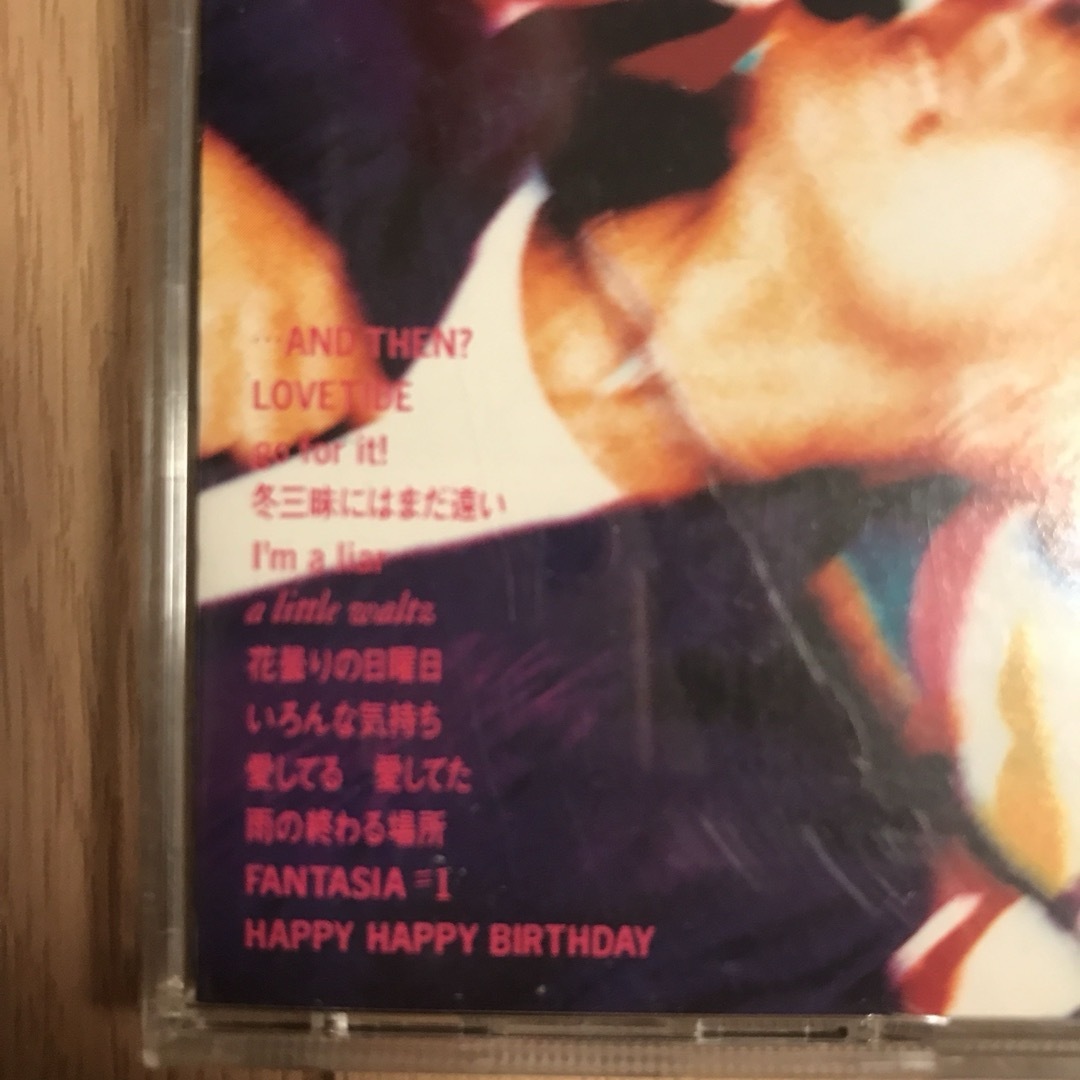 …AND THEN?
LOVETIDE
go for it!
冬三昧にはまだ遠い
I'm a liar
a little waltz
花曇りの日曜日
いろんな気持ち
愛してる　愛してた
雨の終わる場所
FANTASIA =1
HAPPY HAPPY BIRTHDAY